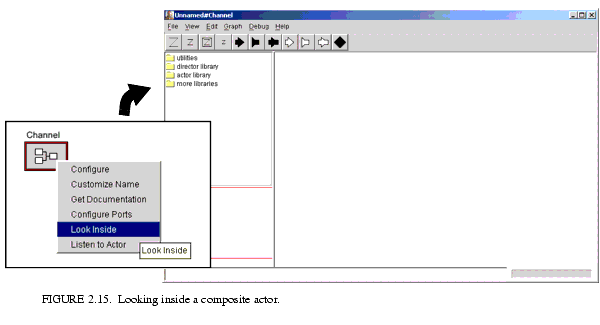 Unnamed#Channel
File View Edit Graph Debug Help
utilities
director library
actor library
more libraries
Channel
Configure
Customize Name
Get Documentation
Configure Ports
Look Inside
Listen to Actor
Look Inside
FIGURE 2.15. Looking inside a composite actor.